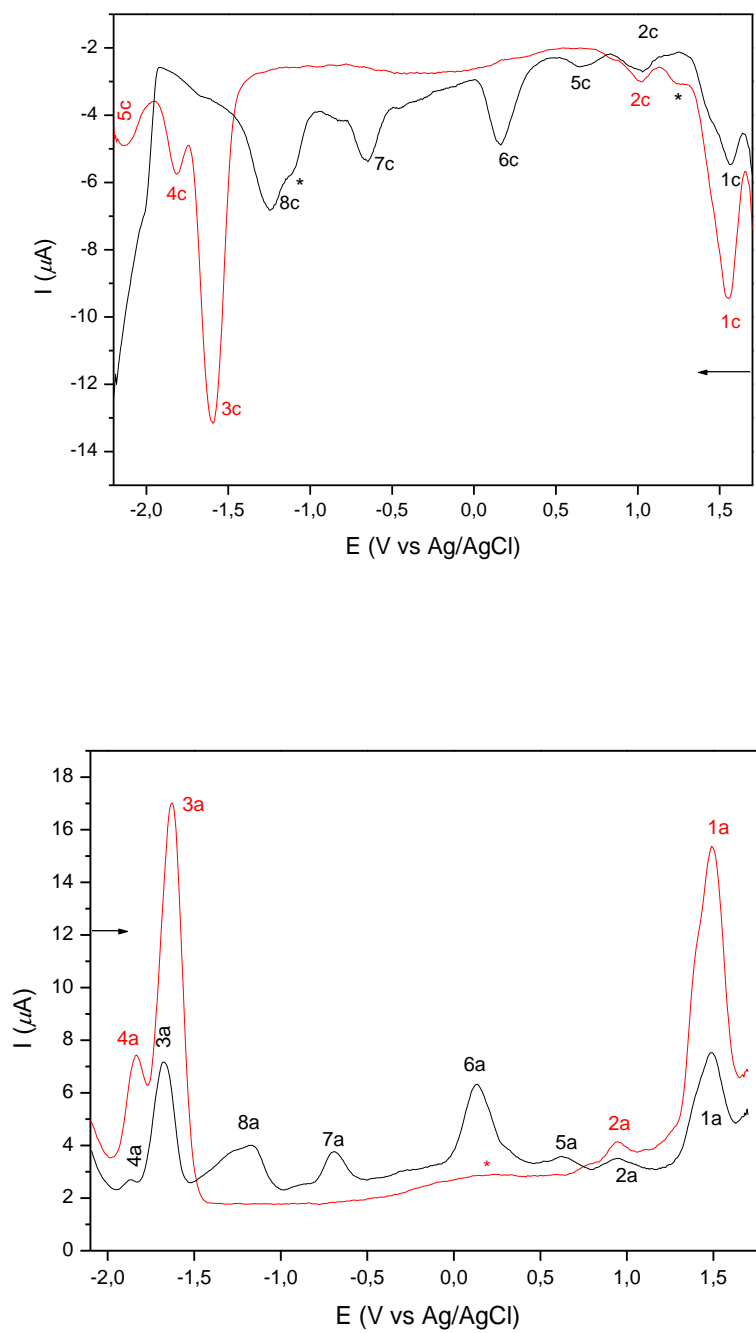 -2
-4
-6
-8
-10
-12
-14
I (μA)
5c
4c
3c
8c
*
7c
6c
5c
2c
2c
*
1c
1c
-2,0 -1,5 -1,0 -0,5 0,0 0,5 1,0 1,5
E (V vs Ag/AgCl)
18
16
14
12
10
8
6
4
2
0
I (μA)
3a
1a
4a
3a
4a
8a
7a
6a
*
5a
2a
2a
1a
-2,0 -1,5 -1,0 -0,5 0,0 0,5 1,0 1,5
E (V vs Ag/AgCl)